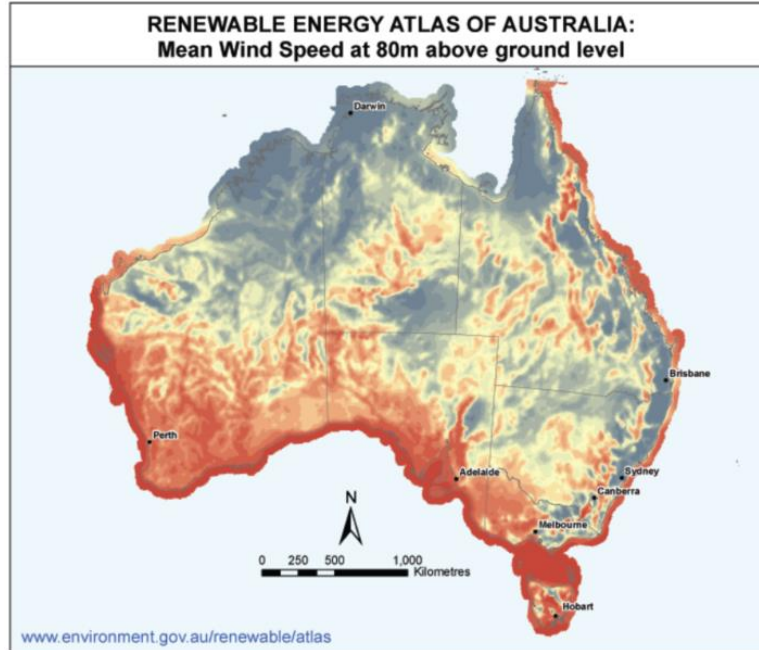 RENEWABLE ENERGY ATLAS OF AUSTRALIA:
Mean Wind Speed at 80m above ground level
Darwin
Brisbane
Perth
Adelaide
Sydney
Canberra
Melbourne
N
0 250 500 1,000
Kilometres
Hobart
www.environment.gov.au/renewable/atlas